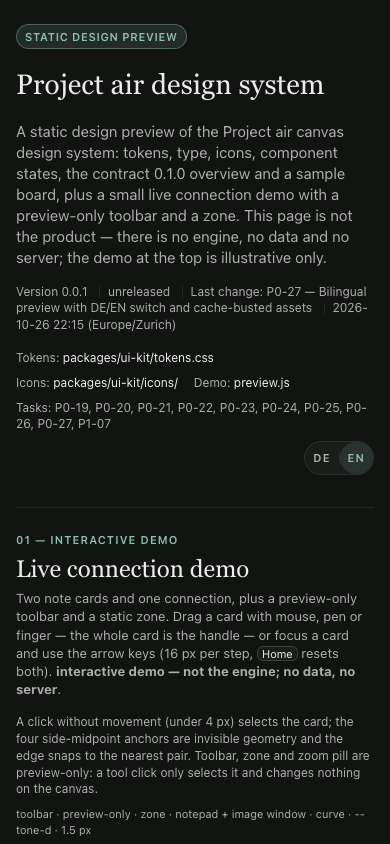 STATIC DESIGN PREVIEW
Project air design system
A static design preview of the Project air canvas
design system: tokens, type, icons, component
states, the contract 0.1.0 overview and a sample
board, plus a small live connection demo with a
preview-only toolbar and a zone. This page is not
the product — there is no engine, no data and no
server; the demo at the top is illustrative only.
Version 0.0.1 | unreleased | Last change: P0-27 — Bilingual
preview with DE/EN switch and cache-busted assets | 2026-
10-26 22:15 (Europe/Zurich)
Tokens: packages/ui-kit/tokens.css
Icons: packages/ui-kit/icons/ Demo: preview.js
Tasks: P0-19, P0-20, P0-21, P0-22, P0-23, P0-24, P0-25, P0-
26, P0-27, P1-07
DE EN
01 — INTERACTIVE DEMO
Live connection demo
Two note cards and one connection, plus a preview-only
toolbar and a static zone. Drag a card with mouse, pen or
finger — the whole card is the handle — or focus a card
and use the arrow keys (16 px per step, Home resets
both). interactive demo — not the engine; no data, no
server.
A click without movement (under 4 px) selects the card; the
four side-midpoint anchors are invisible geometry and the
edge snaps to the nearest pair. Toolbar, zone and zoom pill are
preview-only: a tool click only selects it and changes nothing
on the canvas.
toolbar · preview-only · zone · notepad + image window · curve · --
tone-d · 1.5 px